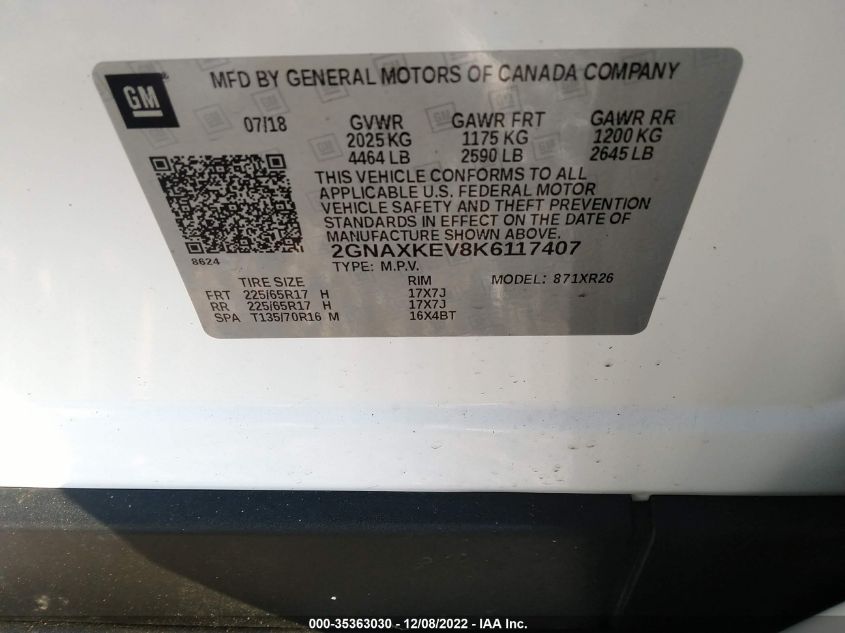 GM
MFD BY GENERAL MOTORS OF CANADA COMPANY
07/18 GVWR GAWR FRT GAWR RR
2025 KG 1175 KG 1200 KG
4464 LB 2590 LB 2645 LB
THIS VEHICLE CONFORMS TO ALL
APPLICABLE U.S. FEDERAL MOTOR
VEHICLE SAFETY AND THEFT PREVENTION
STANDARDS IN EFFECT ON THE DATE OF
MANUFACTURE SHOWN ABOVE.
8624 2GNAXKEV8K6117407
TYPE: M.P.V. MODEL: 871XR26
TIRE SIZE RIM
FRT 225/65R17 H 17X7J
RR 225/65R17 H 17X7J
SPA T135/70R16 M 16X4BT
000-35363030 - 12/08/2022 - IAA Inc.